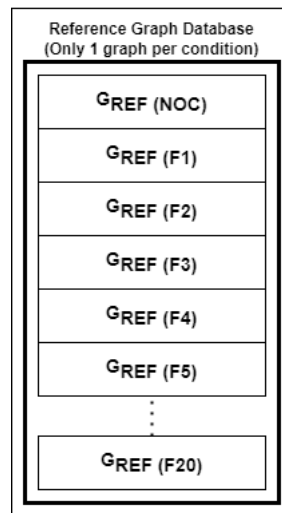 Reference Graph Database
(Only 1 graph per condition)
GREF (NOC)
GREF (F1)
GREF (F2)
GREF (F3)
GREF (F4)
GREF (F5)
GREF (F20)